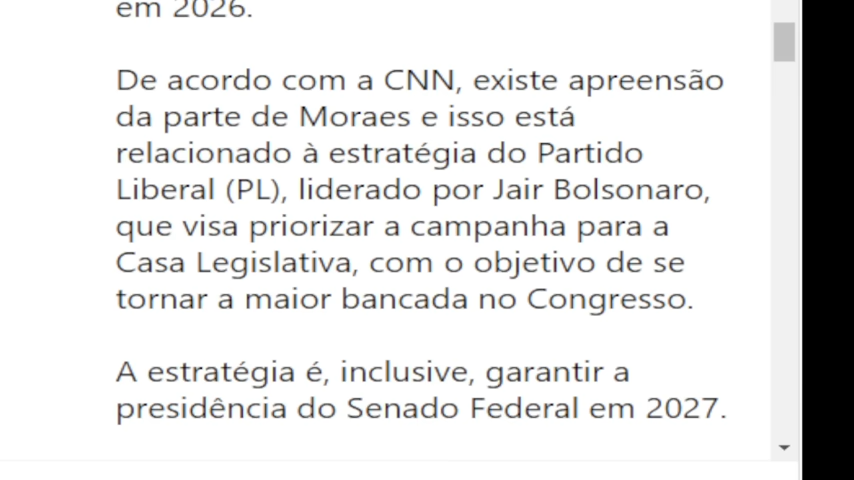 em 2026.
De acordo com a CNN, existe apreensão
da parte de Moraes e isso está
relacionado à estratégia do Partido
Liberal (PL), liderado por Jair Bolsonaro,
que visa priorizar a campanha para a
Casa Legislativa, com o objetivo de se
tornar a maior bancada no Congresso.
A estratégia é, inclusive, garantir a
presidência do Senado Federal em 2027.